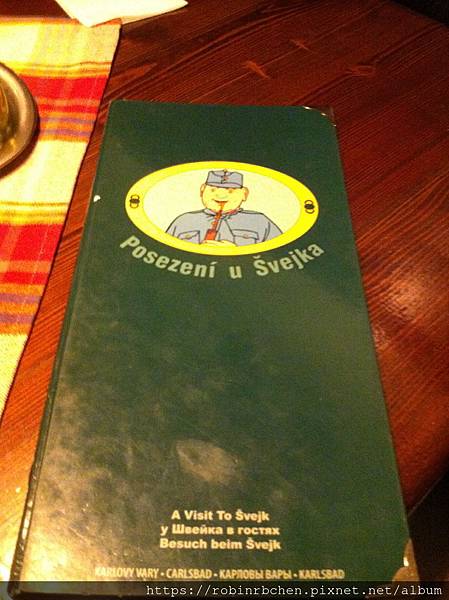 Posezení u Švejka
A Visit To Švejk
у Швейка в гостях
Besuch beim Švejk
KARLOVY VARY • CARLSBAD • КАРЛОВЫ ВАРЫ • KARLSBAD
https://robinrbchen.pixnet.net/album